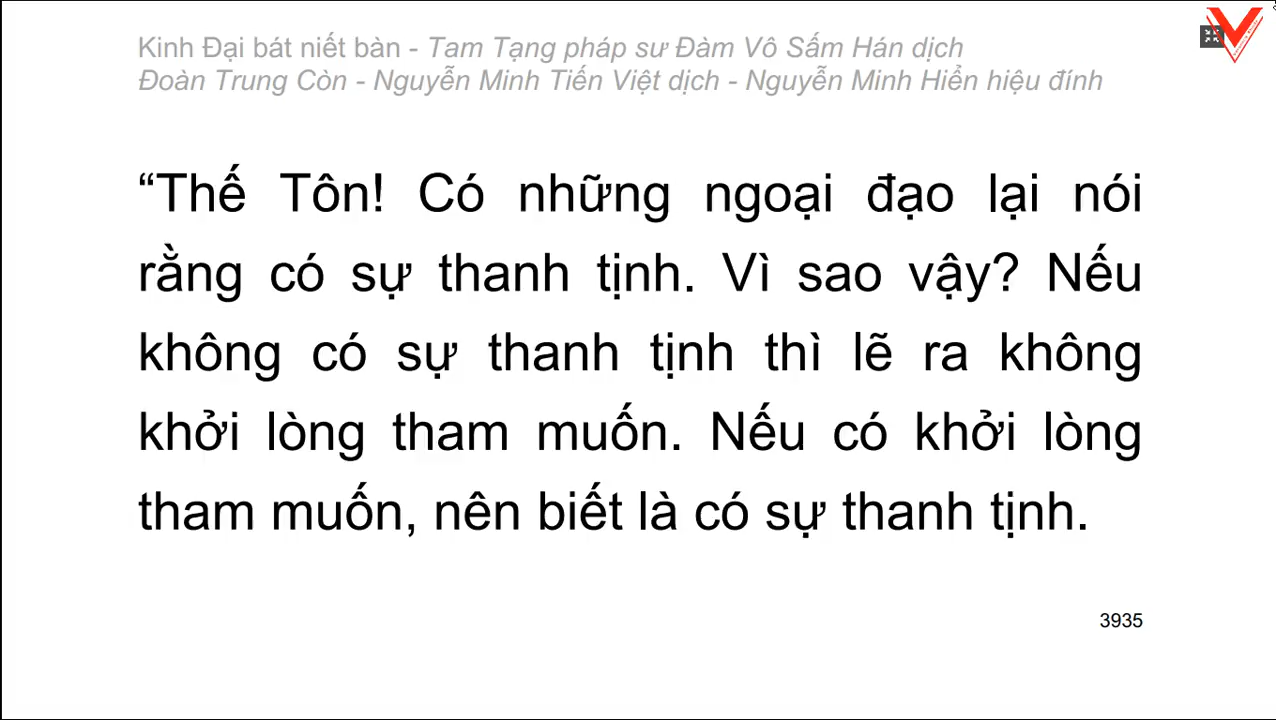 Kinh Đại bát niết bàn - Tam Tạng pháp sư Đàm Vô Sấm Hán dịch
Đoàn Trung Còn - Nguyễn Minh Tiến Việt dịch - Nguyễn Minh Hiển hiệu đính
“Thế Tôn! Có những ngoại đạo lại nói
rằng có sự thanh tịnh. Vì sao vậy? Nếu
không có sự thanh tịnh thì lẽ ra không
khởi lòng tham muốn. Nếu có khởi lòng
tham muốn, nên biết là có sự thanh tịnh.
3935